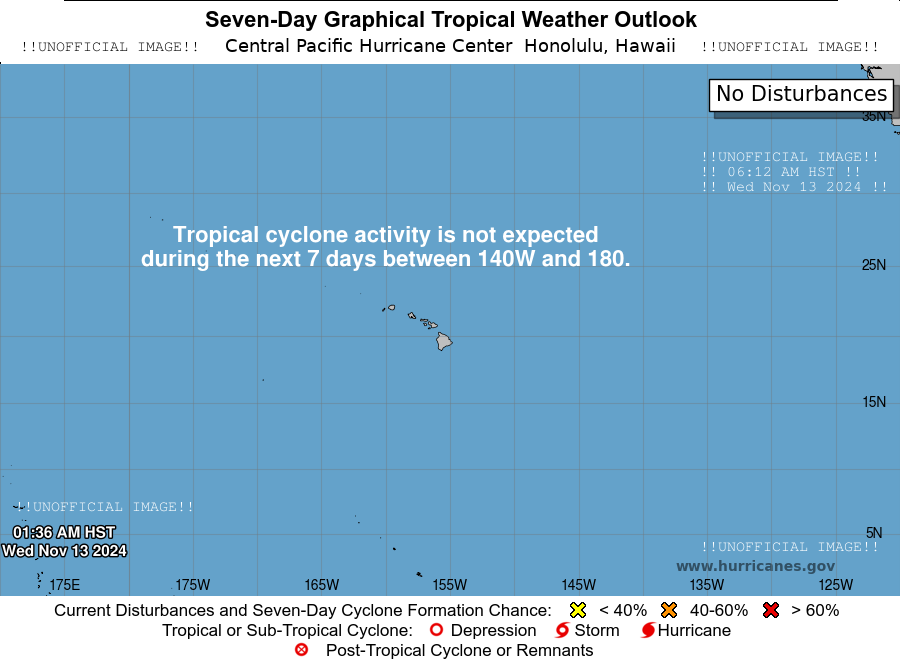 Seven-Day Graphical Tropical Weather Outlook
!!UNOFFICIAL IMAGE!! Central Pacific Hurricane Center Honolulu, Hawaii !!UNOFFICIAL IMAGE!!
No Disturbances
35N
!!UNOFFICIAL IMAGE!!
!! 06:12 AM HST !!
!! Wed Nov 13 2024 !!
Tropical cyclone activity is not expected
during the next 7 days between 140W and 180.
25N
15N
!!UNOFFICIAL IMAGE!!
01:36 AM HST
5N
!!UNOFFICIAL IMAGE!!
Wed Nov 13 2024
www.hurricanes.gov
175E 175W 165W 155W 145W 135W 125W
Current Disturbances and Seven-Day Cyclone Formation Chance: < 40% 40-60% > 60%
Tropical or Sub-Tropical Cyclone: Depression Storm Hurricane
Post-Tropical Cyclone or Remnants